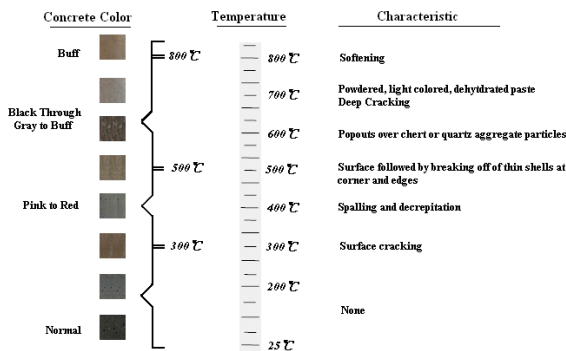 Concrete Color
Temperature
Characteristic
Buff
800 ℃
800 ℃
Softening
700 ℃
Powdered, light colored, dehytdrated paste
Deep Cracking
Black Through
Gray to Buff
600 ℃
Popouts over chert or quartz aggregate particles
500 ℃
500 ℃
Surface followed by breaking off of thin shells at
corner and edges
Pink to Red
400 ℃
Spalling and decrepitation
300 ℃
300 ℃
Surface cracking
200 ℃
None
Normal
25 ℃